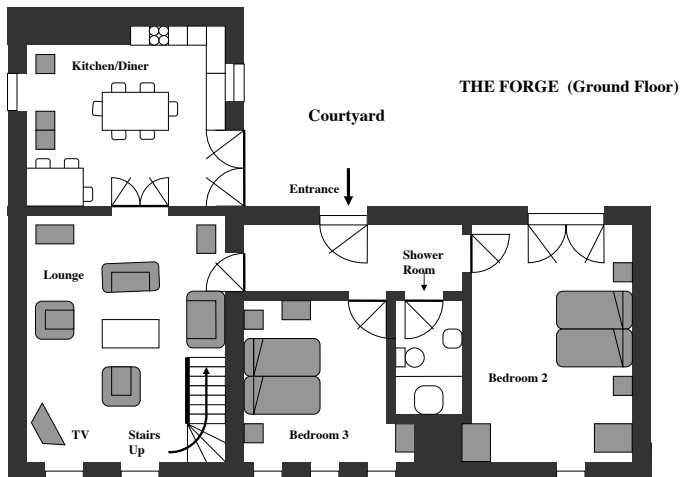 Kitchen/Diner
THE FORGE (Ground Floor)
Courtyard
Entrance
Shower
Room
Lounge
Bedroom 2
TV
Stairs
Up
Bedroom 3